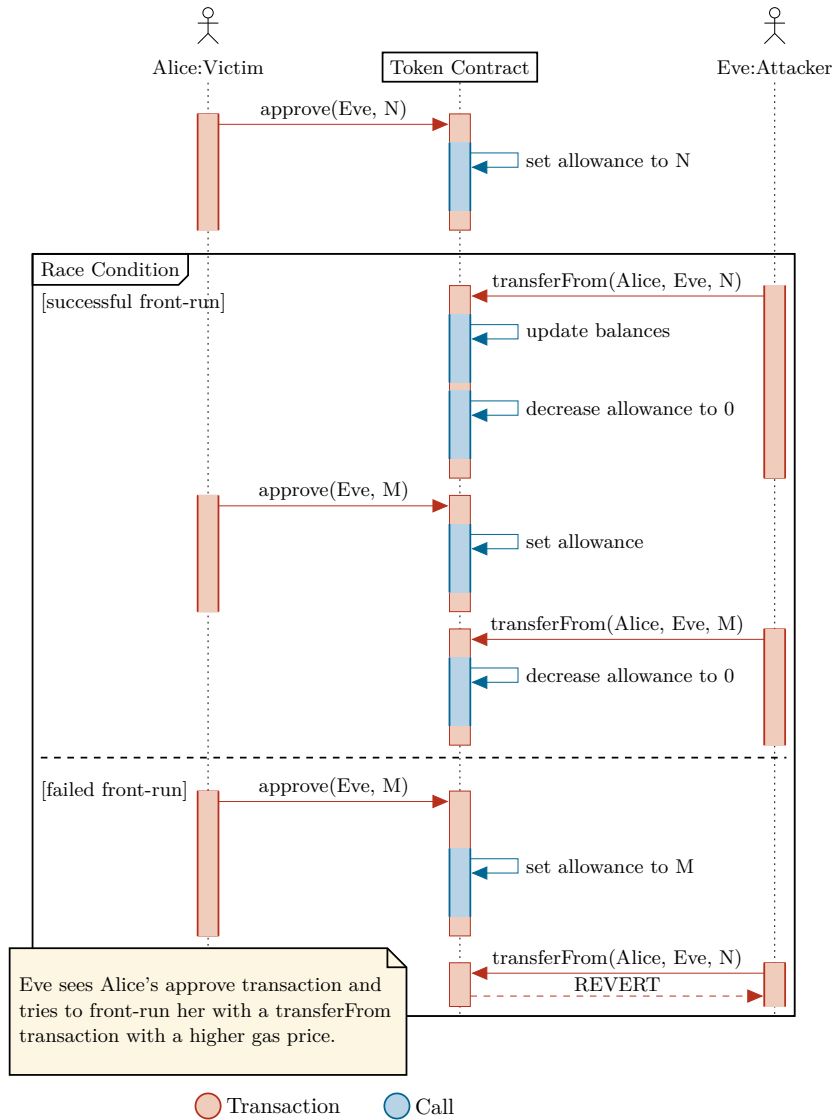 Alice:Victim
Token Contract
Eve:Attacker
approve(Eve, N)
set allowance to N
Race Condition
[successful front-run]
transferFrom(Alice, Eve, N)
update balances
decrease allowance to 0
approve(Eve, M)
set allowance
transferFrom(Alice, Eve, M)
decrease allowance to 0
[failed front-run]
approve(Eve, M)
set allowance to M
transferFrom(Alice, Eve, N)
REVERT
Eve sees Alice's approve transaction and
tries to front-run her with a transferFrom
transaction with a higher gas price.
Transaction
Call